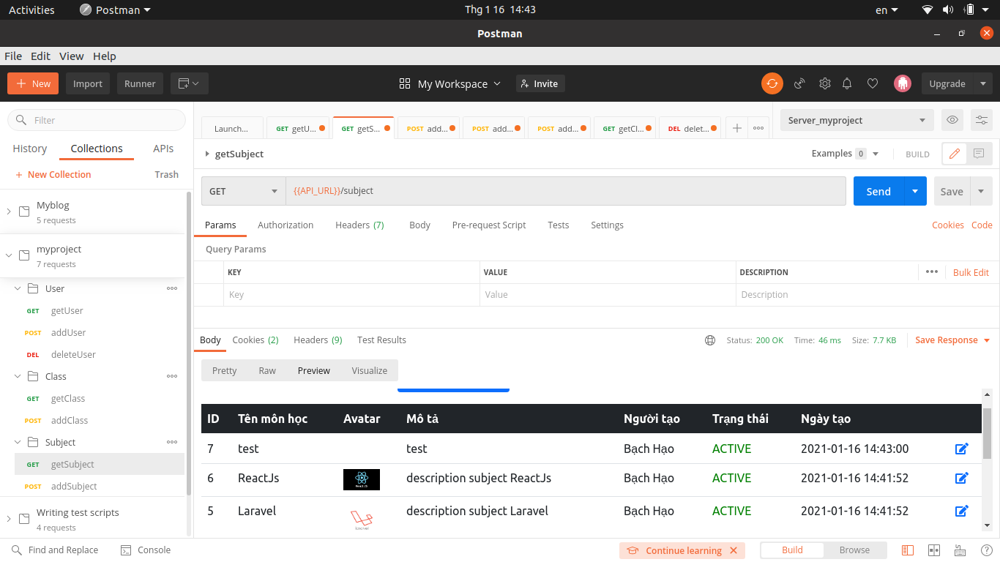 Activities Postman Thg 1 16 14:43 en
Postman
File Edit View Help
New Import Runner My Workspace Invite Upgrade
Filter
History Collections APIs
New Collection Trash
Myblog
5 requests
myproject
7 requests
User
GET getUser
POST addUser
DEL deleteUser
Class
GET getClass
POST addClass
Subject
GET getSubject
POST addSubject
Writing test scripts
4 requests
Launch... GET getU... GET getS... POST add... POST add... POST add... GET getCl... DEL delet... Server_myproject
getSubject Examples 0 BUILD
GET {{API_URL}}/subject Send Save
Params Authorization Headers (7) Body Pre-request Script Tests Settings Cookies Code
Query Params
KEY VALUE DESCRIPTION Bulk Edit
Key Value Description
Body Cookies (2) Headers (9) Test Results Status: 200 OK Time: 46 ms Size: 7.7 KB Save Response
Pretty Raw Preview Visualize
ID Tên môn học Avatar Mô tả Người tạo Trạng thái Ngày tạo
7 test test Bạch Hạo ACTIVE 2021-01-16 14:43:00
6 ReactJs description subject ReactJs Bạch Hạo ACTIVE 2021-01-16 14:41:52
5 Laravel description subject Laravel Bạch Hạo ACTIVE 2021-01-16 14:41:52
Find and Replace Console Continue learning Build Browse